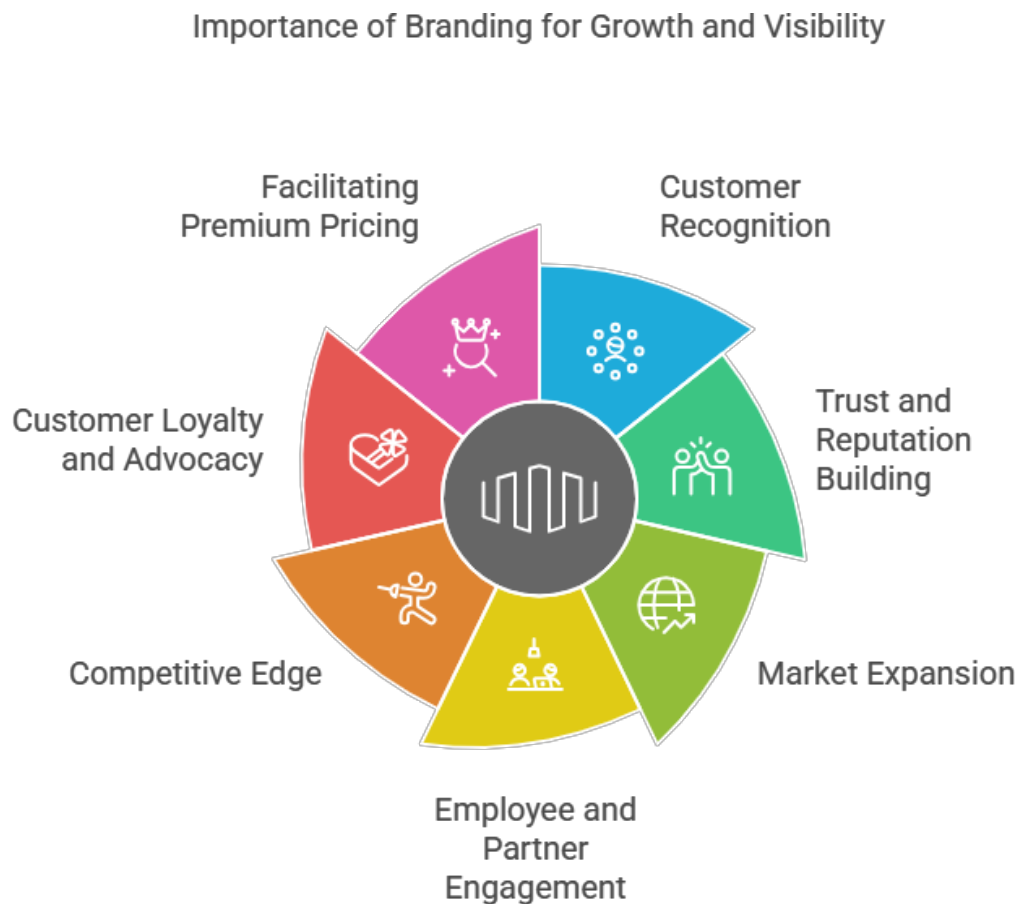 Importance of Branding for Growth and Visibility
Facilitating
Premium Pricing
Customer
Recognition
Customer Loyalty
and Advocacy
Trust and
Reputation
Building
Competitive Edge
Market Expansion
Employee and
Partner
Engagement